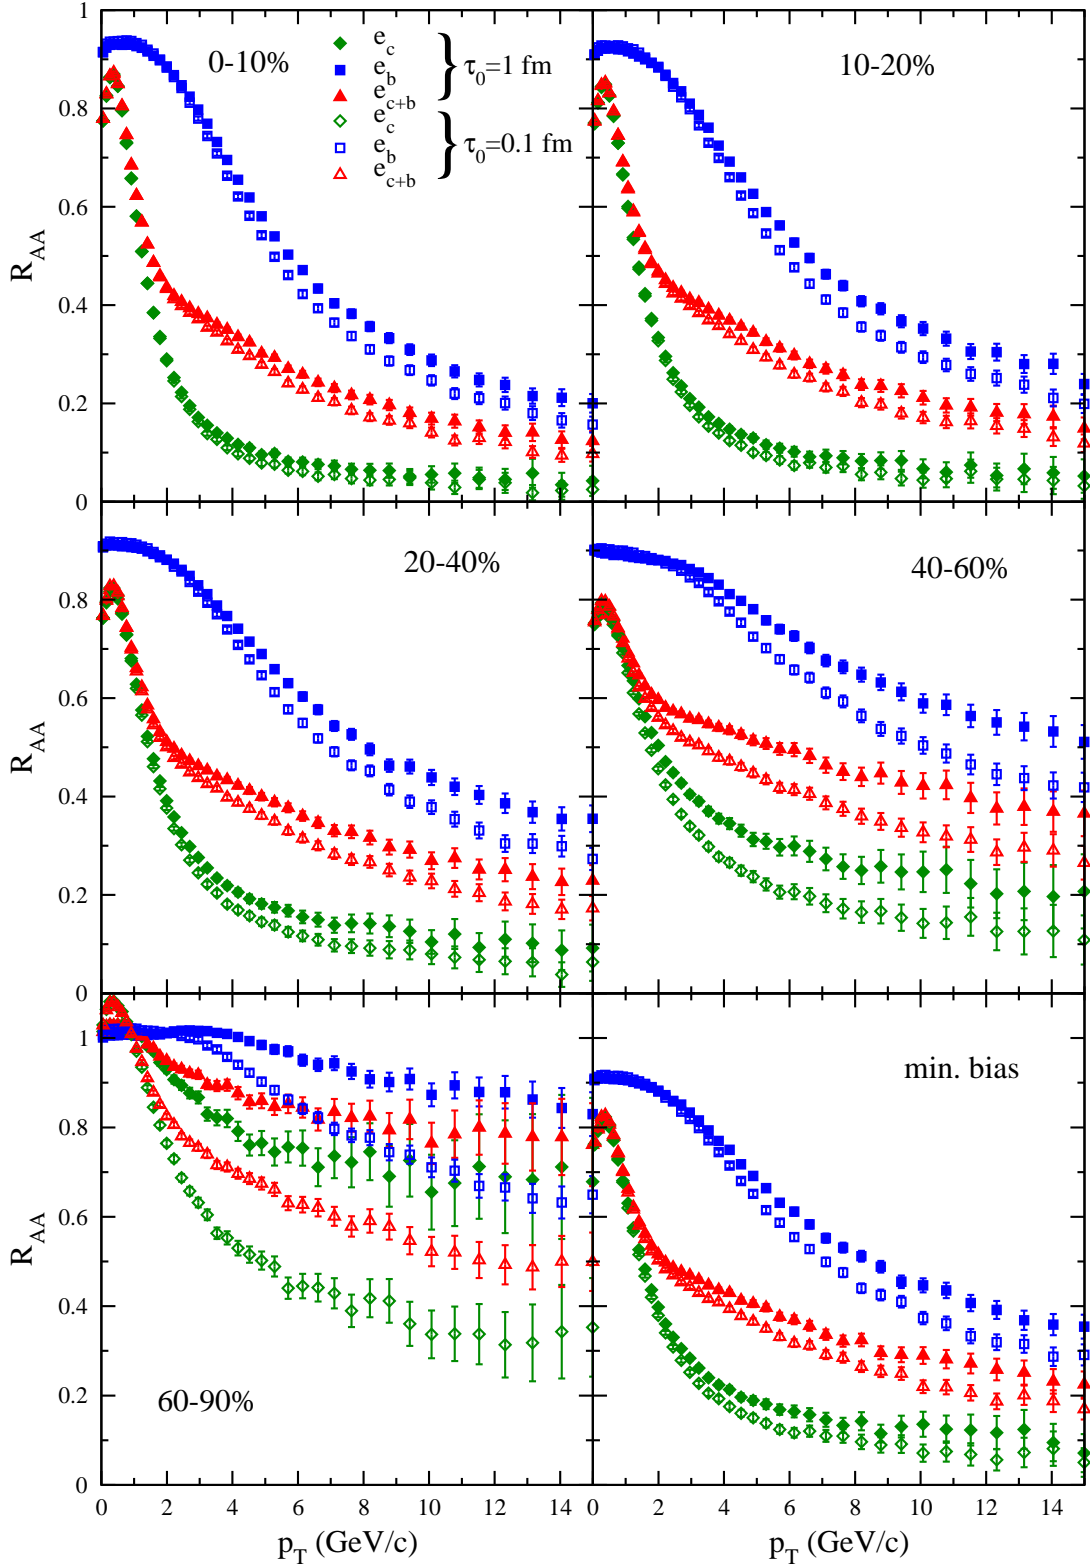 0-10%
e_c
e_b
e_{c+b}
τ_0=1 fm
e_c
e_b
e_{c+b}
τ_0=0.1 fm
10-20%
0.8
0.6
0.4
0.2
0
R_AA
20-40%
40-60%
0.8
0.6
0.4
0.2
0
R_AA
60-90%
min. bias
1
0.8
0.6
0.4
0.2
0
R_AA
0 2 4 6 8 10 12 14
0 2 4 6 8 10 12 14
p_T (GeV/c)
p_T (GeV/c)